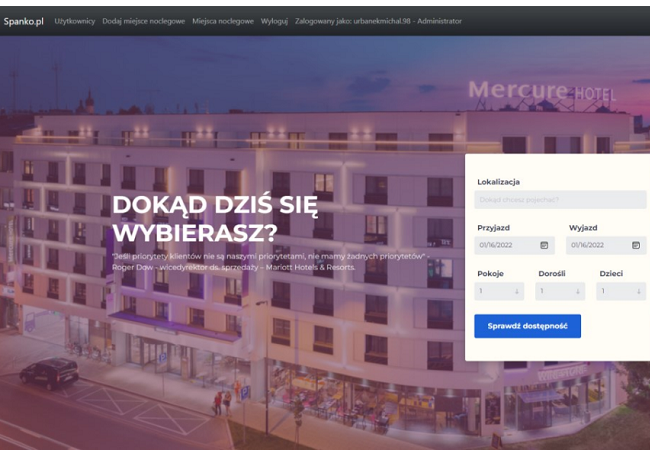 Spanko.pl Użytkownicy Dodaj miejsce noclegowe Miejsca noclegowe Wyloguj Zalogowany jako: urbanekmichal.98 - Administrator
Mercure HOTEL
DOKĄD DZIŚ SIĘ
WYBIERASZ?
"Jeśli priorytety klientów nie są naszymi priorytetami, nie mamy żadnych priorytetów" -
Roger Dow - wicedyrektor ds. sprzedaży - Mariott Hotels & Resorts.
Lokalizacja
Dokąd chcesz pojechać?
Przyjazd Wyjazd
01/16/2022 01/16/2022
Pokoje Dorośli Dzieci
1 1 1
Sprawdź dostępność